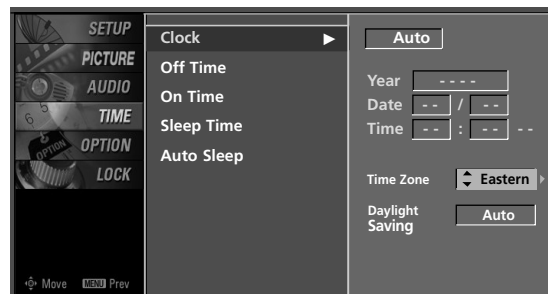 SETUP
PICTURE
AUDIO
TIME
OPTION
LOCK
Move MENU Prev
Clock ▶
Off Time
On Time
Sleep Time
Auto Sleep
Auto
Year - - - -
Date - - / - -
Time - - : - - - -
Time Zone Eastern
Daylight
Saving Auto